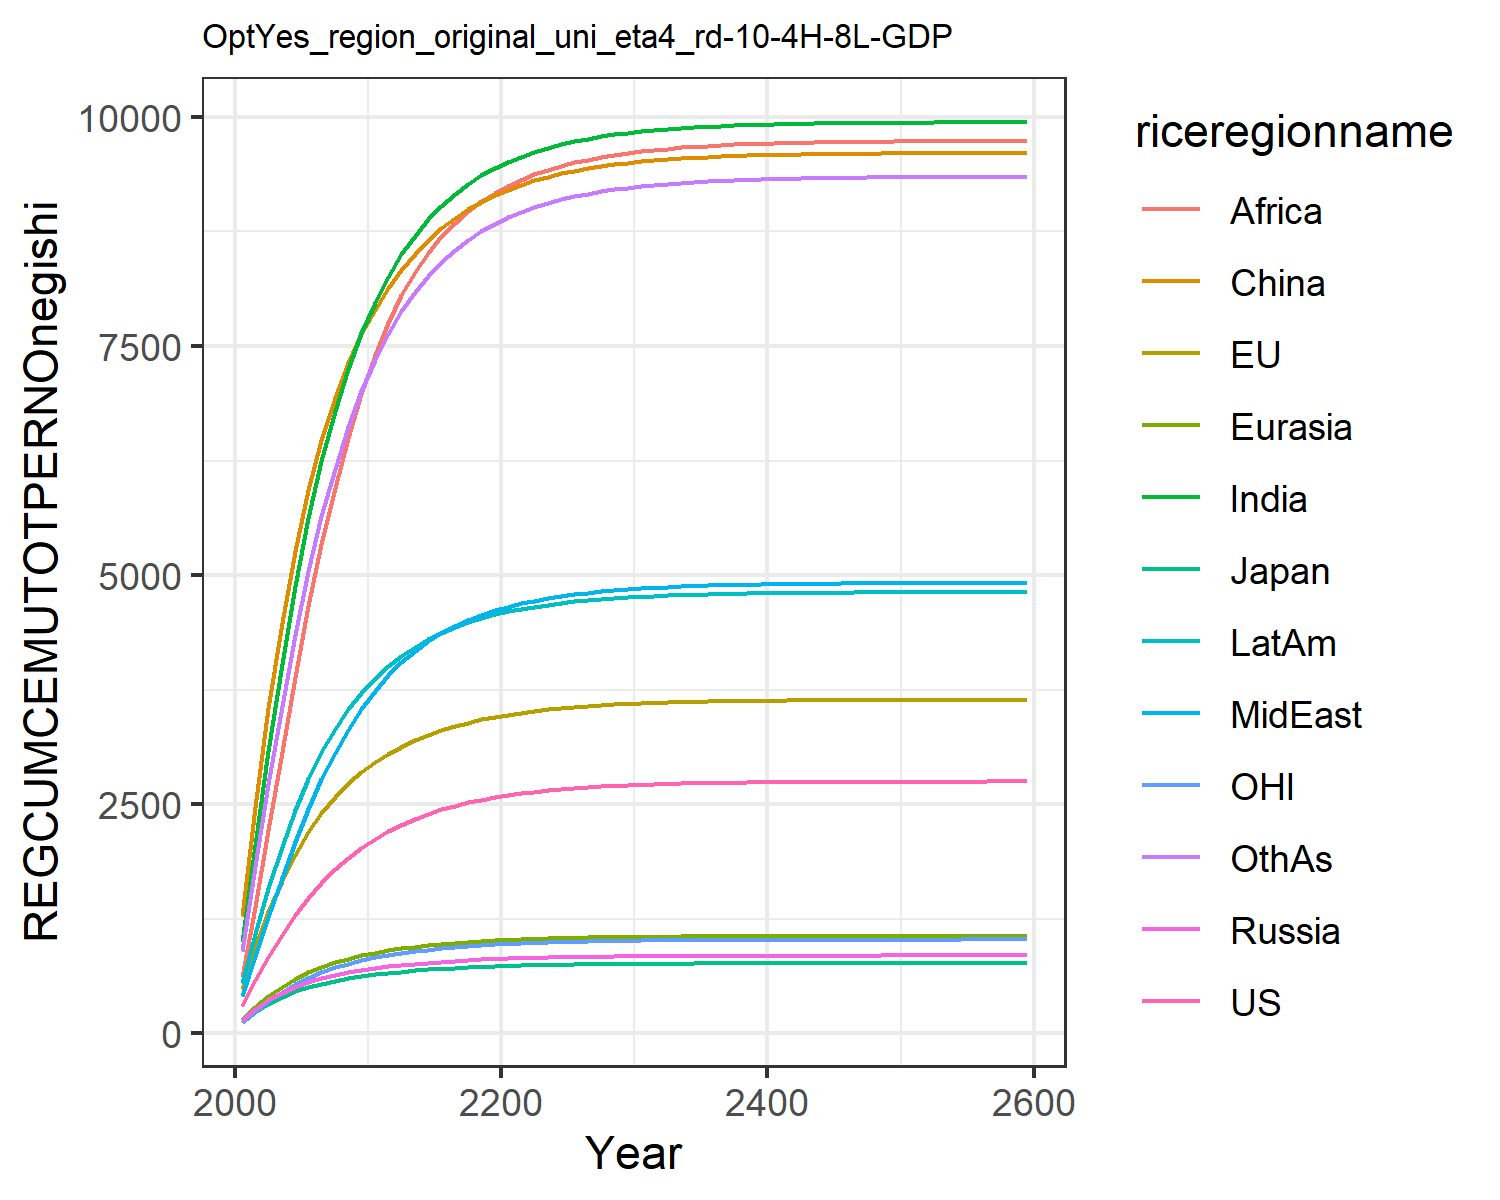 OptYes_region_original_uni_eta4_rd-10-4H-8L-GDP
REGCUMCEMUTOTPERNOnegishi
10000
7500
5000
2500
0
2000 2200 2400 2600
Year
riceregionname
Africa
China
EU
Eurasia
India
Japan
LatAm
MidEast
OHI
OthAs
Russia
US